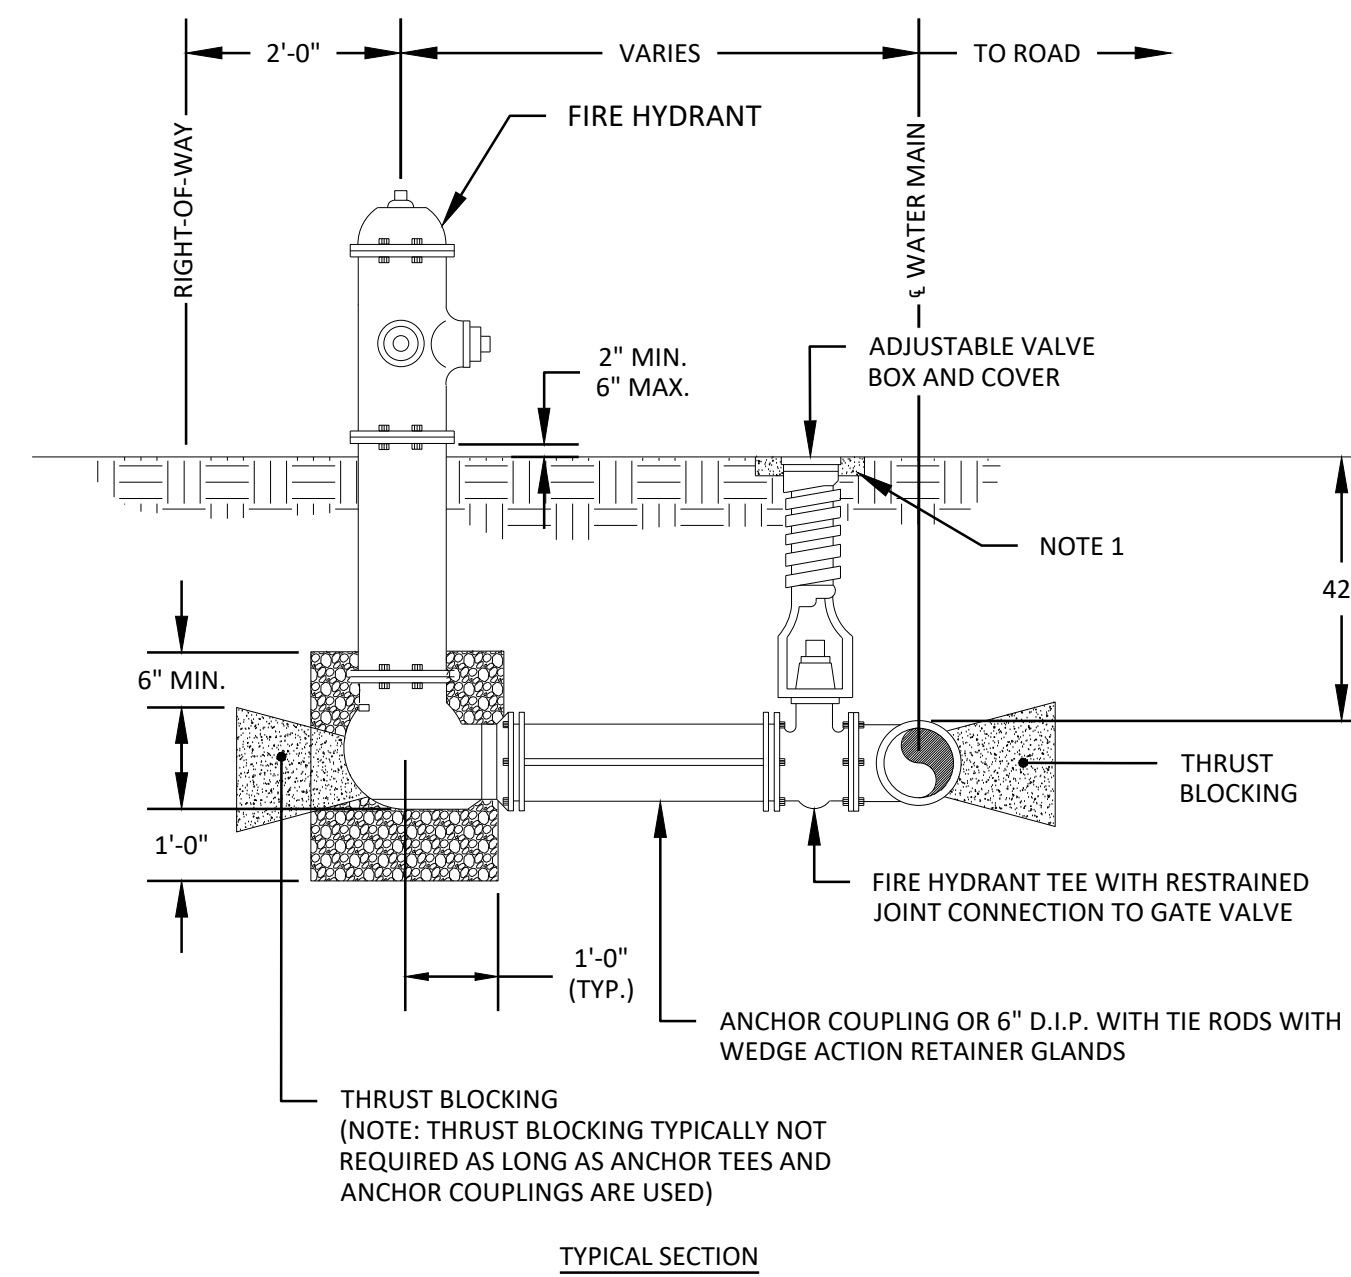 2'-0"
VARIES
TO ROAD
FIRE HYDRANT
RIGHT-OF-WAY
℄ WATER MAIN
2" MIN.
6" MAX.
ADJUSTABLE VALVE
BOX AND COVER
NOTE 1
42
6" MIN.
THRUST
BLOCKING
1'-0"
FIRE HYDRANT TEE WITH RESTRAINED
JOINT CONNECTION TO GATE VALVE
1'-0"
(TYP.)
ANCHOR COUPLING OR 6" D.I.P. WITH TIE RODS WITH
WEDGE ACTION RETAINER GLANDS
THRUST BLOCKING
(NOTE: THRUST BLOCKING TYPICALLY NOT
REQUIRED AS LONG AS ANCHOR TEES AND
ANCHOR COUPLINGS ARE USED)
TYPICAL SECTION